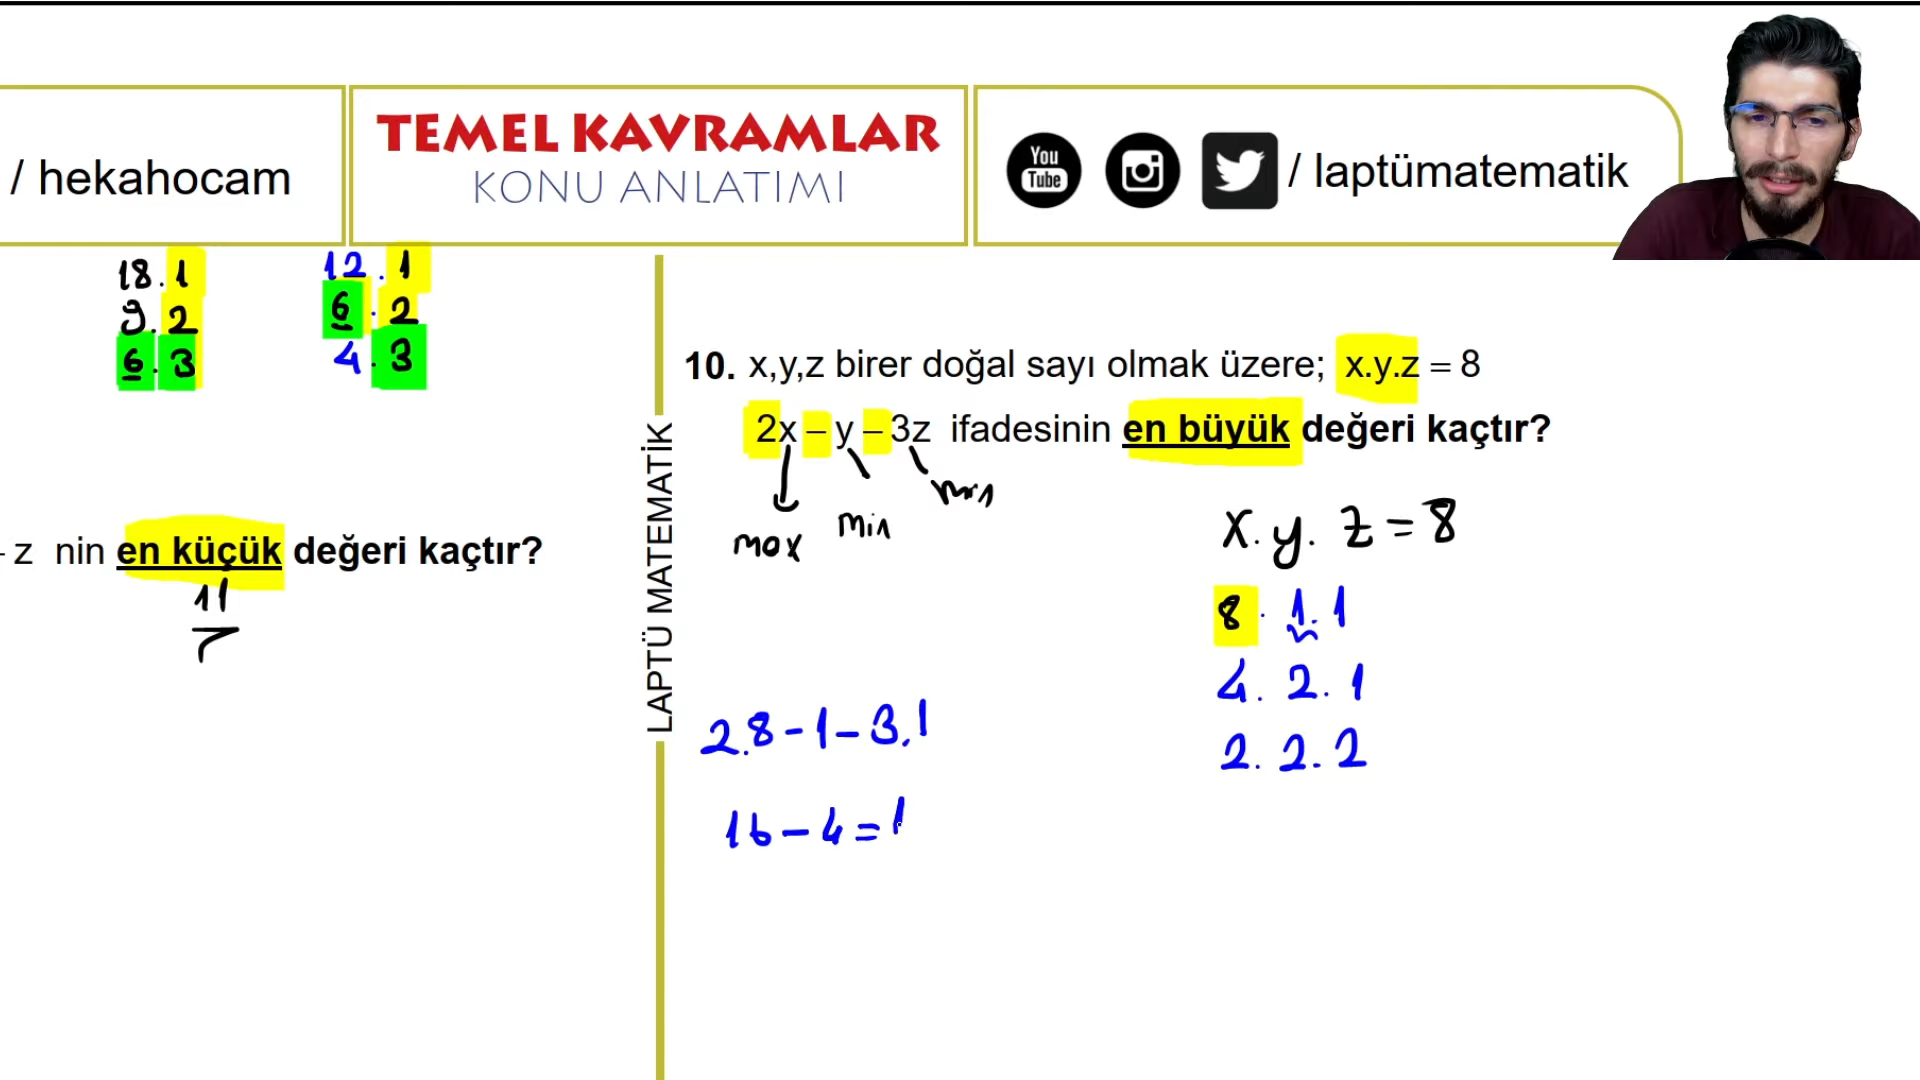 / hekahocam
TEMEL KAVRAMLAR
KONU ANLATIMI
You
Tube
/ laptümatematik
18.1
9.2
6.3
12.1
6.2
4.3
- z nin en küçük değeri kaçtır?
11
LAPTÜ MATEMATİK
10. x,y,z birer doğal sayı olmak üzere; x.y.z = 8
2x – y – 3z ifadesinin en büyük değeri kaçtır?
max min min
x.y.z=8
8.1.1
4.2.1
2.2.2
2.8-1-3.1
16-4=1